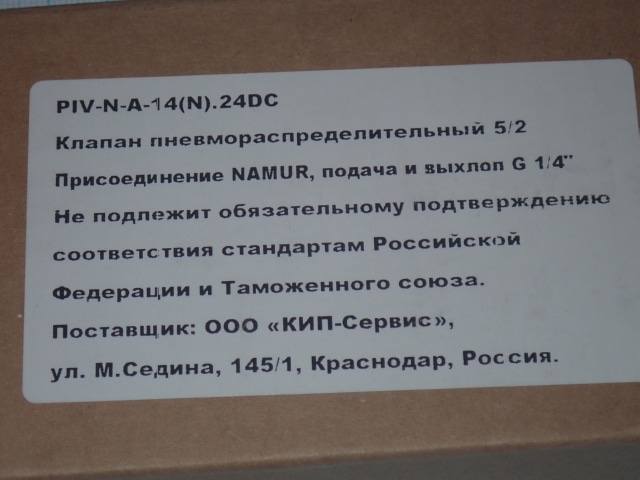 PIV-N-A-14(N).24DC
Клапан пневмораспределительный 5/2
Присоединение NAMUR, подача и выхлоп G 1/4"
Не подлежит обязательному подтверждению
соответствия стандартам Российской
Федерации и Таможенного союза.
Поставщик: ООО «КИП-Сервис»,
ул. М.Седина, 145/1, Краснодар, Россия.